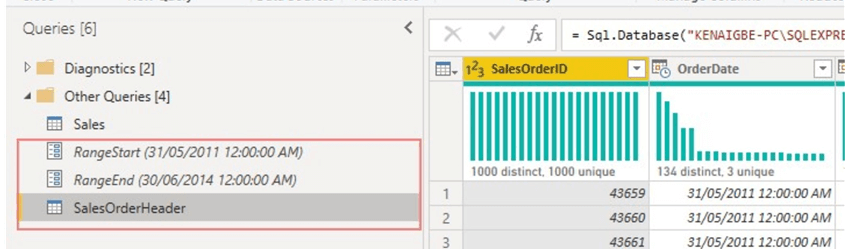 Queries [6]
= Sql.Database("KENAIGBE-PC\SQLEXPRE
Diagnostics [2]
Other Queries [4]
Sales
RangeStart (31/05/2011 12:00:00 AM)
RangeEnd (30/06/2014 12:00:00 AM)
SalesOrderHeader
1²3 SalesOrderID
OrderDate
1000 distinct, 1000 unique
134 distinct, 3 unique
1 43659 31/05/2011 12:00:00 AM
2 43660 31/05/2011 12:00:00 AM
3 43661 31/05/2011 12:00:00 AM